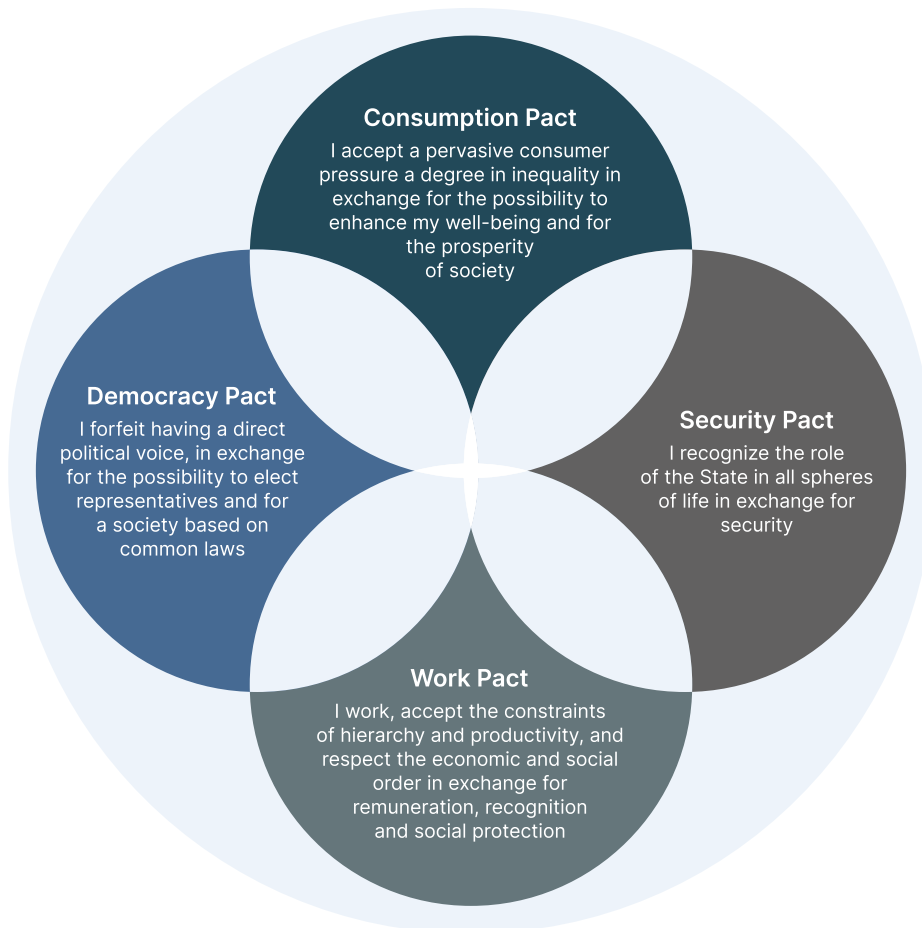 Consumption Pact
I accept a pervasive consumer
pressure a degree in inequality in
exchange for the possibility to
enhance my well-being and for
the prosperity
of society
Democracy Pact
I forfeit having a direct
political voice, in exchange
for the possibility to elect
representatives and for
a society based on
common laws
Security Pact
I recognize the role
of the State in all spheres
of life in exchange for
security
Work Pact
I work, accept the constraints
of hierarchy and productivity, and
respect the economic and social
order in exchange for
remuneration, recognition
and social protection